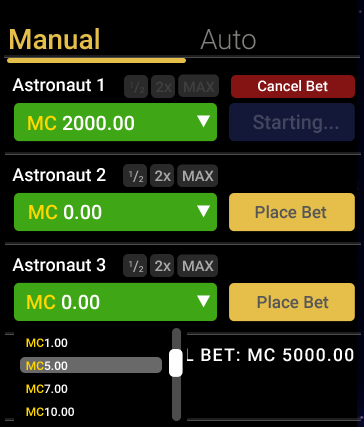 Manual Auto
Astronaut 1 ½ 2x MAX Cancel Bet
MC 2000.00 Starting...
Astronaut 2 ½ 2x MAX
MC 0.00 Place Bet
Astronaut 3 ½ 2x MAX
MC 0.00 Place Bet
MC1.00
L BET: MC 5000.00
MC5.00
MC7.00
MC10.00